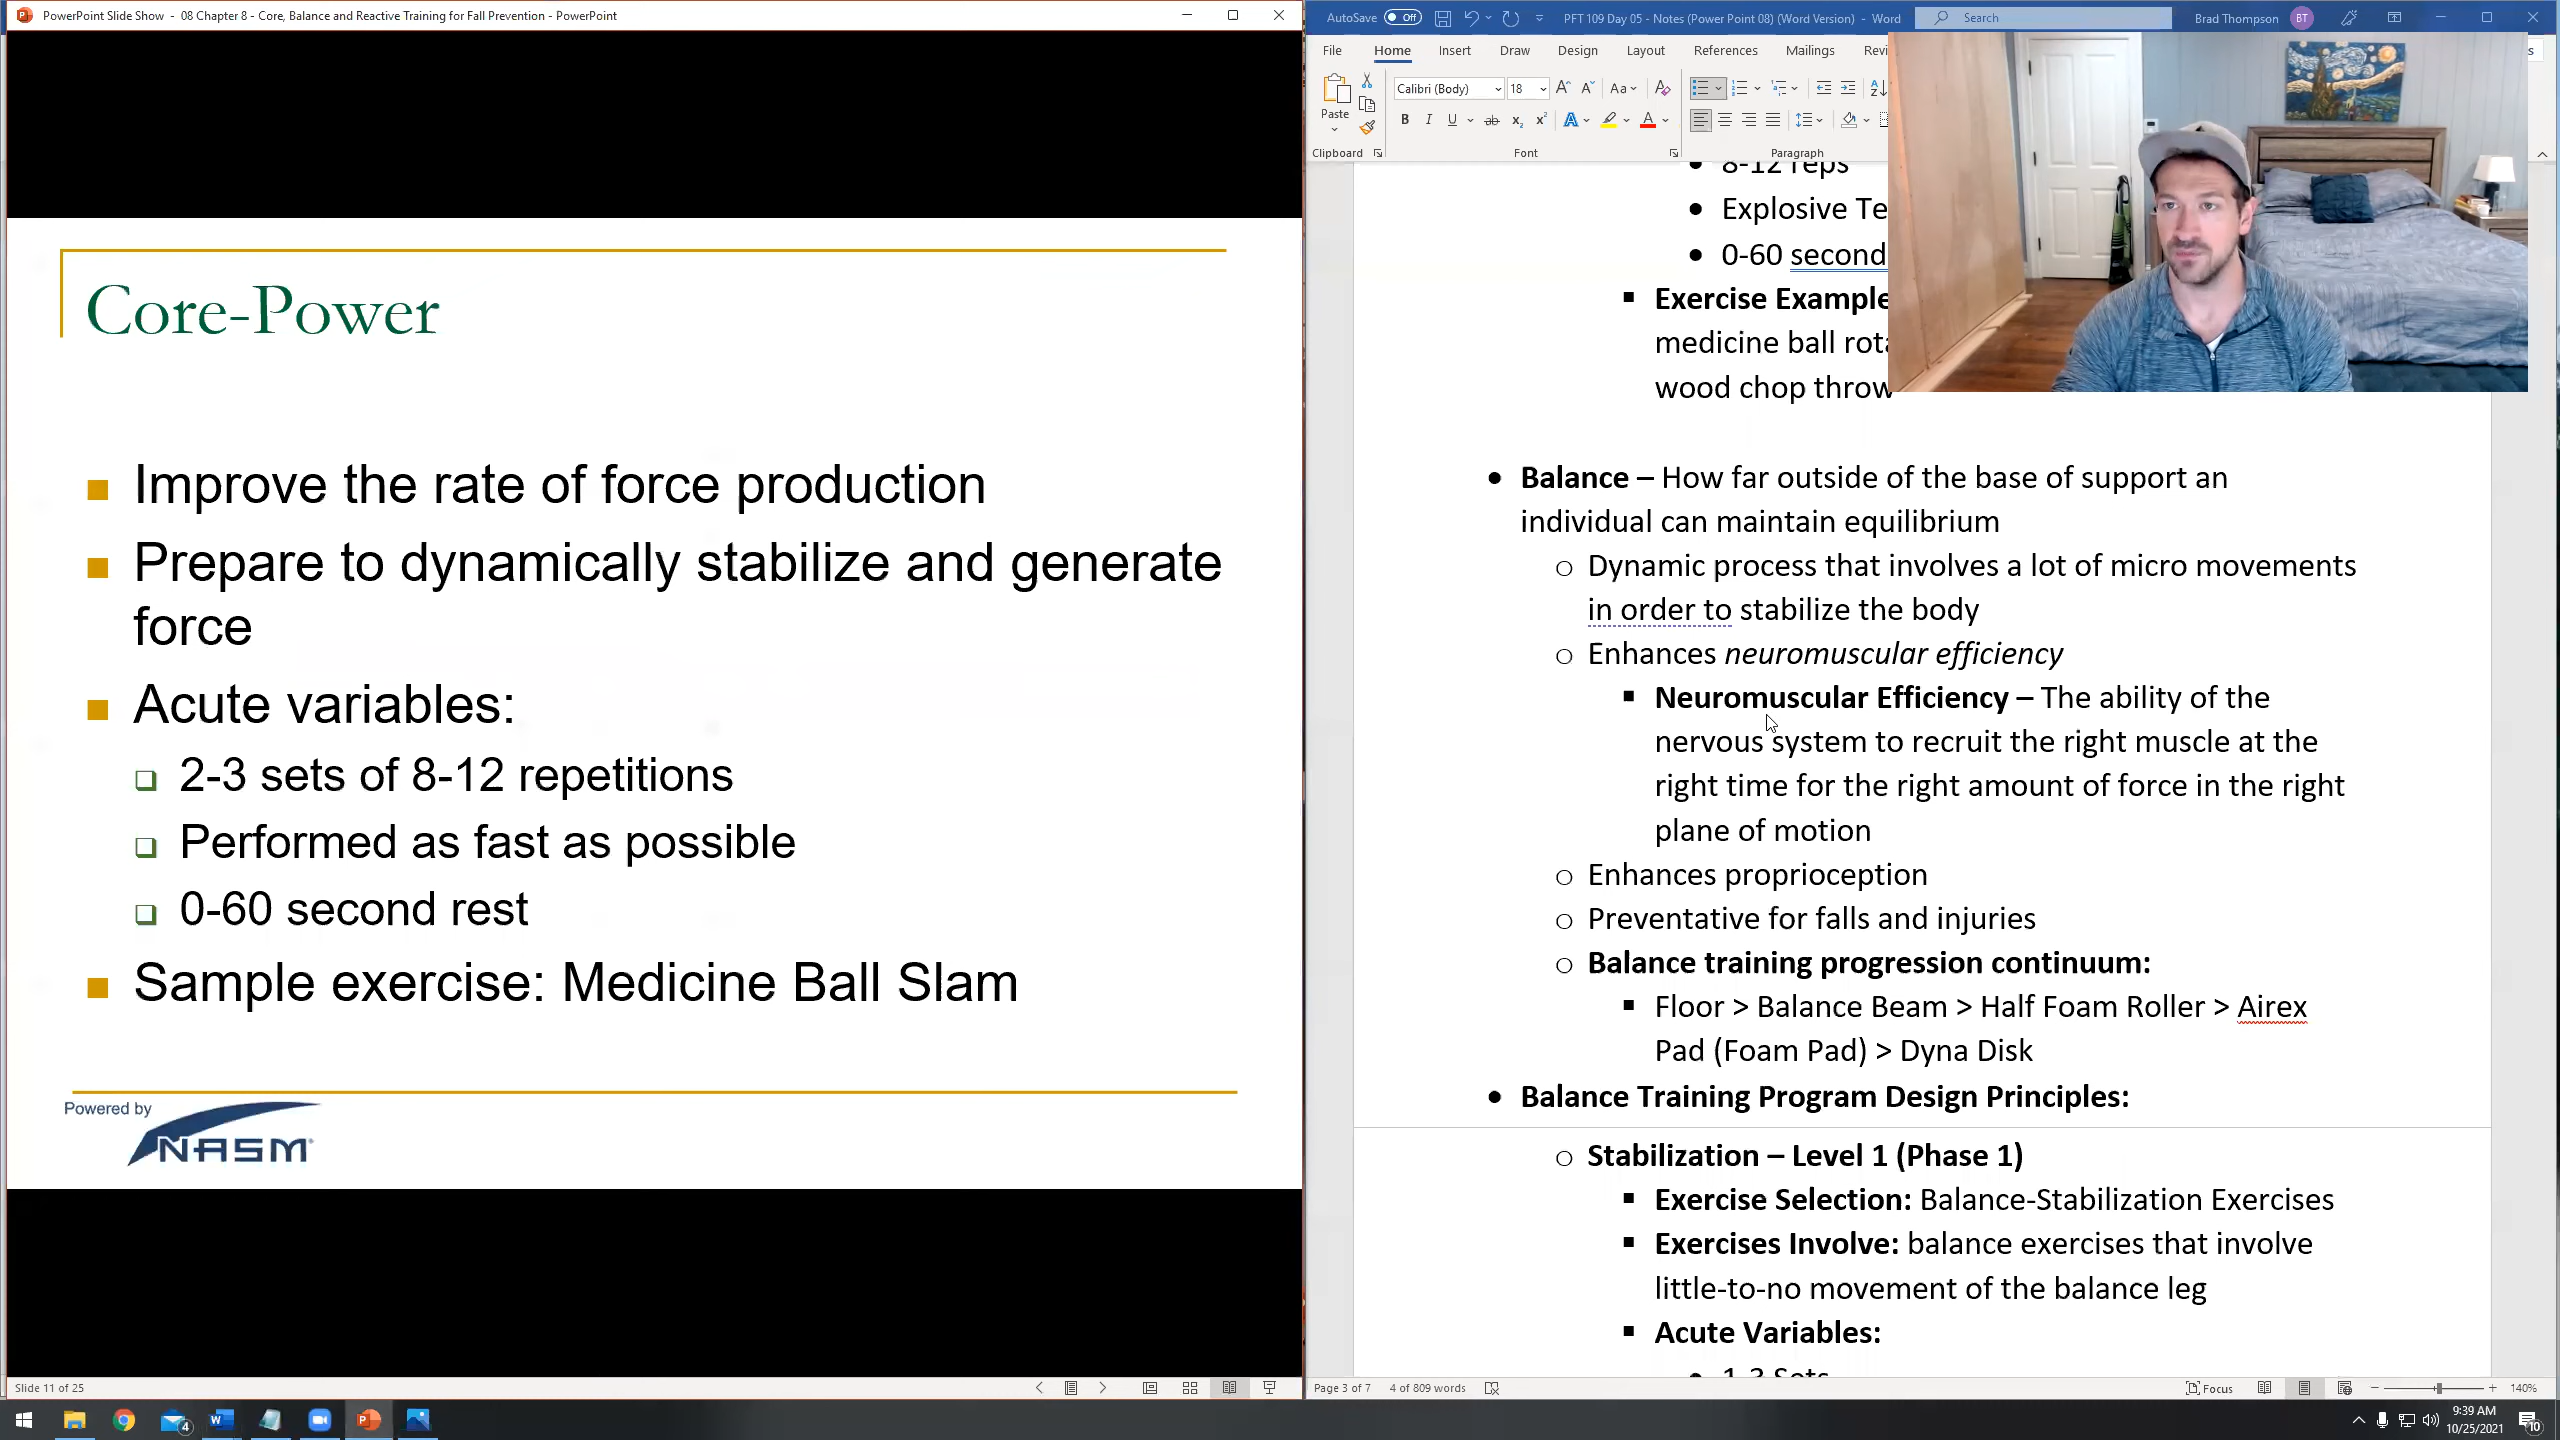 PowerPoint Slide Show - 08 Chapter 8 - Core, Balance and Reactive Training for Fall Prevention - PowerPoint
Core-Power
Improve the rate of force production
Prepare to dynamically stabilize and generate
force
Acute variables:
2-3 sets of 8-12 repetitions
Performed as fast as possible
0-60 second rest
Sample exercise: Medicine Ball Slam
Powered by
NASM
Slide 11 of 25
AutoSave Off
PFT 109 Day 05 - Notes (Power Point 08) (Word Version) - Word
Search
Brad Thompson BT
File Home Insert Draw Design Layout References Mailings Revi
Paste
Calibri (Body) 18
Clipboard Font Paragraph
8-12 reps
Explosive Te
0-60 second
Exercise Example
medicine ball rota
wood chop throw
Balance – How far outside of the base of support an
individual can maintain equilibrium
Dynamic process that involves a lot of micro movements
in order to stabilize the body
Enhances neuromuscular efficiency
Neuromuscular Efficiency – The ability of the
nervous system to recruit the right muscle at the
right time for the right amount of force in the right
plane of motion
Enhances proprioception
Preventative for falls and injuries
Balance training progression continuum:
Floor > Balance Beam > Half Foam Roller > Airex
Pad (Foam Pad) > Dyna Disk
Balance Training Program Design Principles:
Stabilization – Level 1 (Phase 1)
Exercise Selection: Balance-Stabilization Exercises
Exercises Involve: balance exercises that involve
little-to-no movement of the balance leg
Acute Variables:
1-3 Sets
Page 3 of 7 4 of 809 words
Focus
140%
9:39 AM
10/25/2021